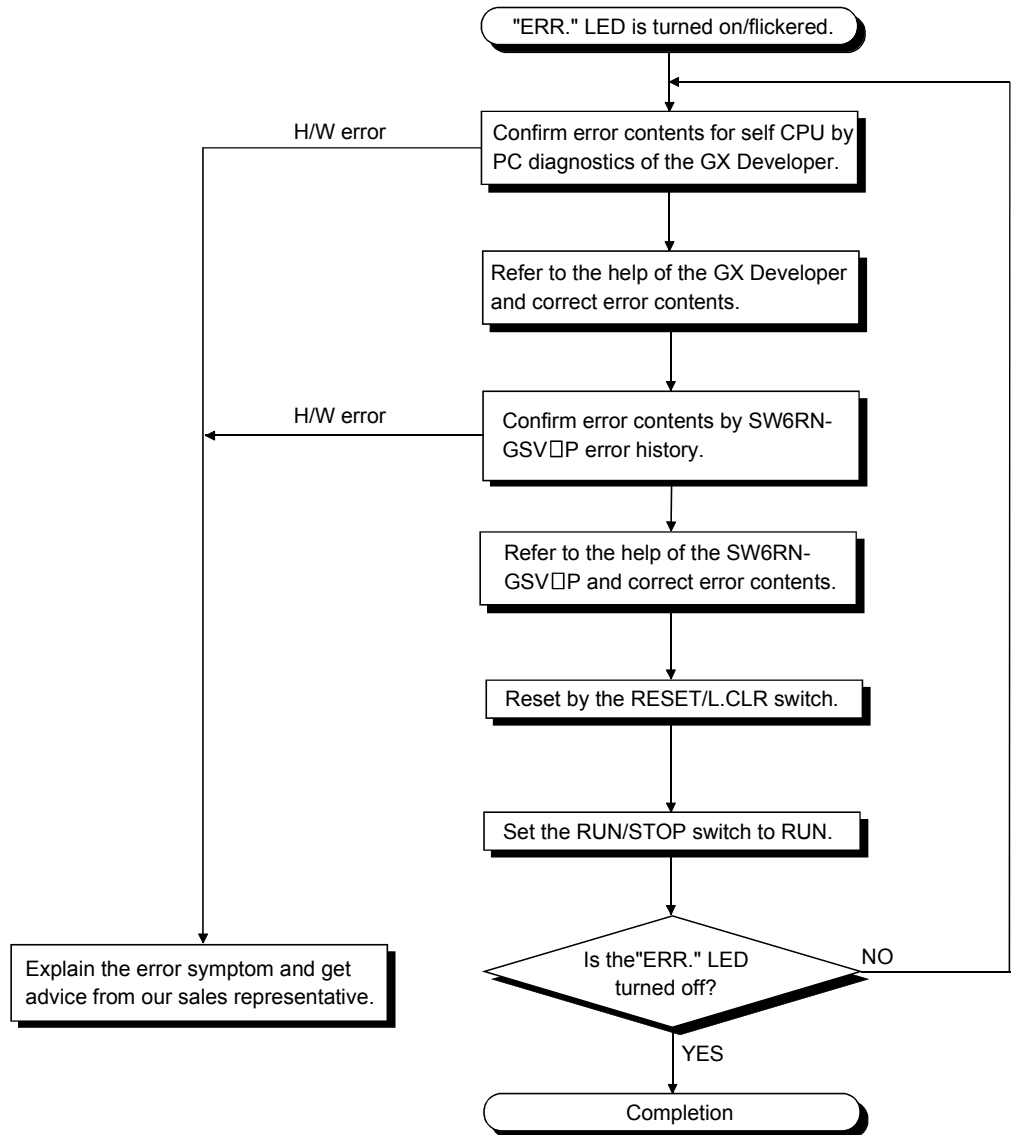 "ERR." LED is turned on/flickered.
H/W error
Confirm error contents for self CPU by
PC diagnostics of the GX Developer.
Refer to the help of the GX Developer
and correct error contents.
H/W error
Confirm error contents by SW6RN-
GSV□P error history.
Refer to the help of the SW6RN-
GSV□P and correct error contents.
Reset by the RESET/L.CLR switch.
Set the RUN/STOP switch to RUN.
Explain the error symptom and get
advice from our sales representative.
Is the"ERR." LED
turned off?
NO
YES
Completion